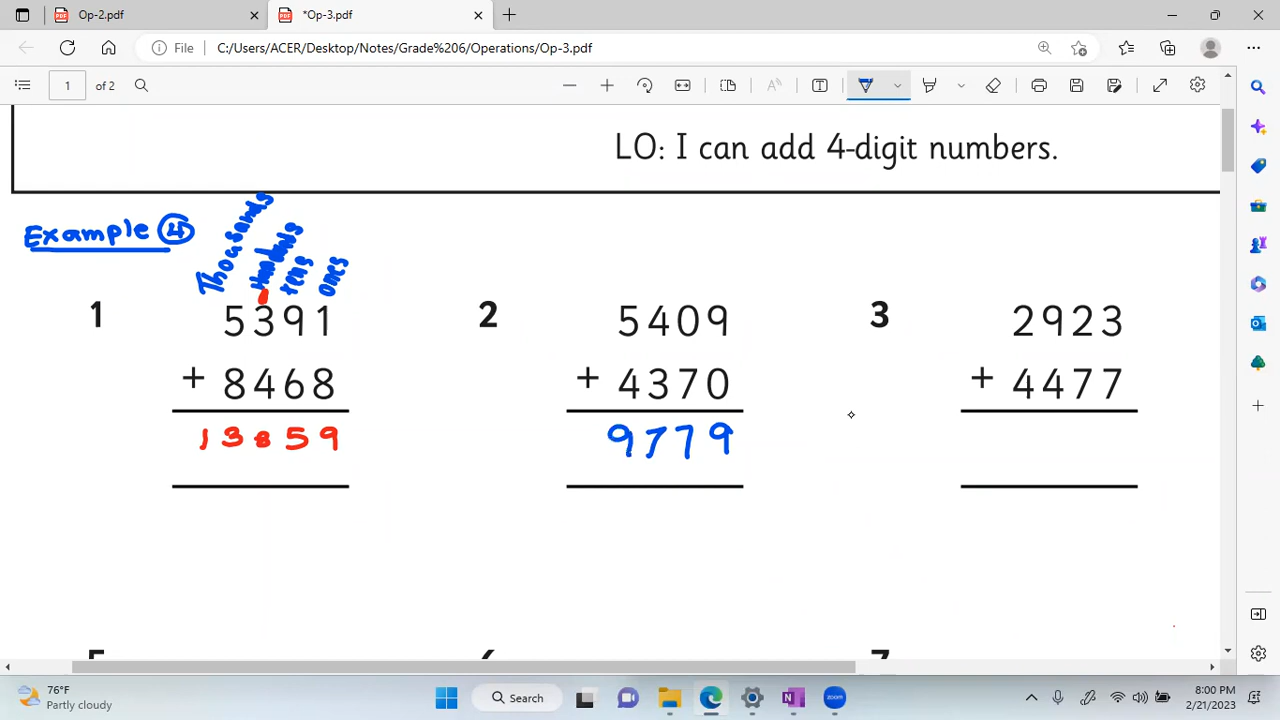 Op-2.pdf
*Op-3.pdf
File
C:/Users/ACER/Desktop/Notes/Grade%206/Operations/Op-3.pdf
1 of 2
LO: I can add 4-digit numbers.
Example 4
Thousands
Hundreds
tens
ones
1
5391
+ 8468
13859
2
5409
+ 4370
9779
3
2923
+ 4477
76°F
Partly cloudy
Search
zoom
8:00 PM
2/21/2023